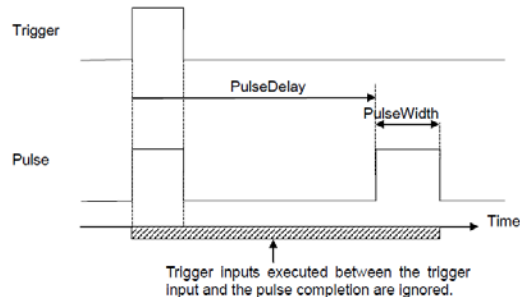 Trigger
PulseDelay
PulseWidth
Pulse
Time
Trigger inputs executed between the trigger
input and the pulse completion are ignored.